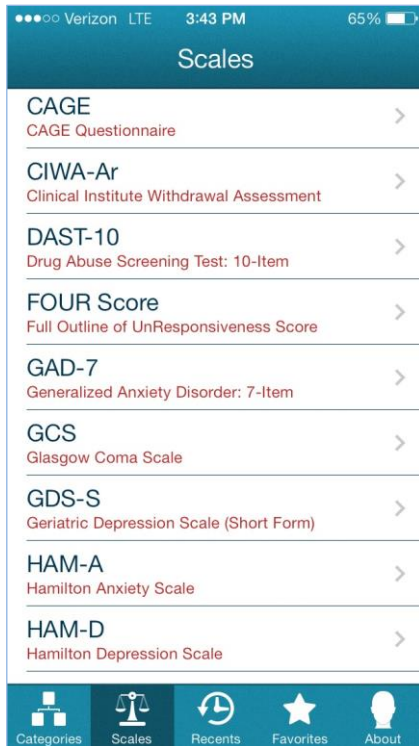 Verizon LTE 3:43 PM 65%
Scales
CAGE
CAGE Questionnaire
CIWA-Ar
Clinical Institute Withdrawal Assessment
DAST-10
Drug Abuse Screening Test: 10-Item
FOUR Score
Full Outline of UnResponsiveness Score
GAD-7
Generalized Anxiety Disorder: 7-Item
GCS
Glasgow Coma Scale
GDS-S
Geriatric Depression Scale (Short Form)
HAM-A
Hamilton Anxiety Scale
HAM-D
Hamilton Depression Scale
Categories Scales Recents Favorites About